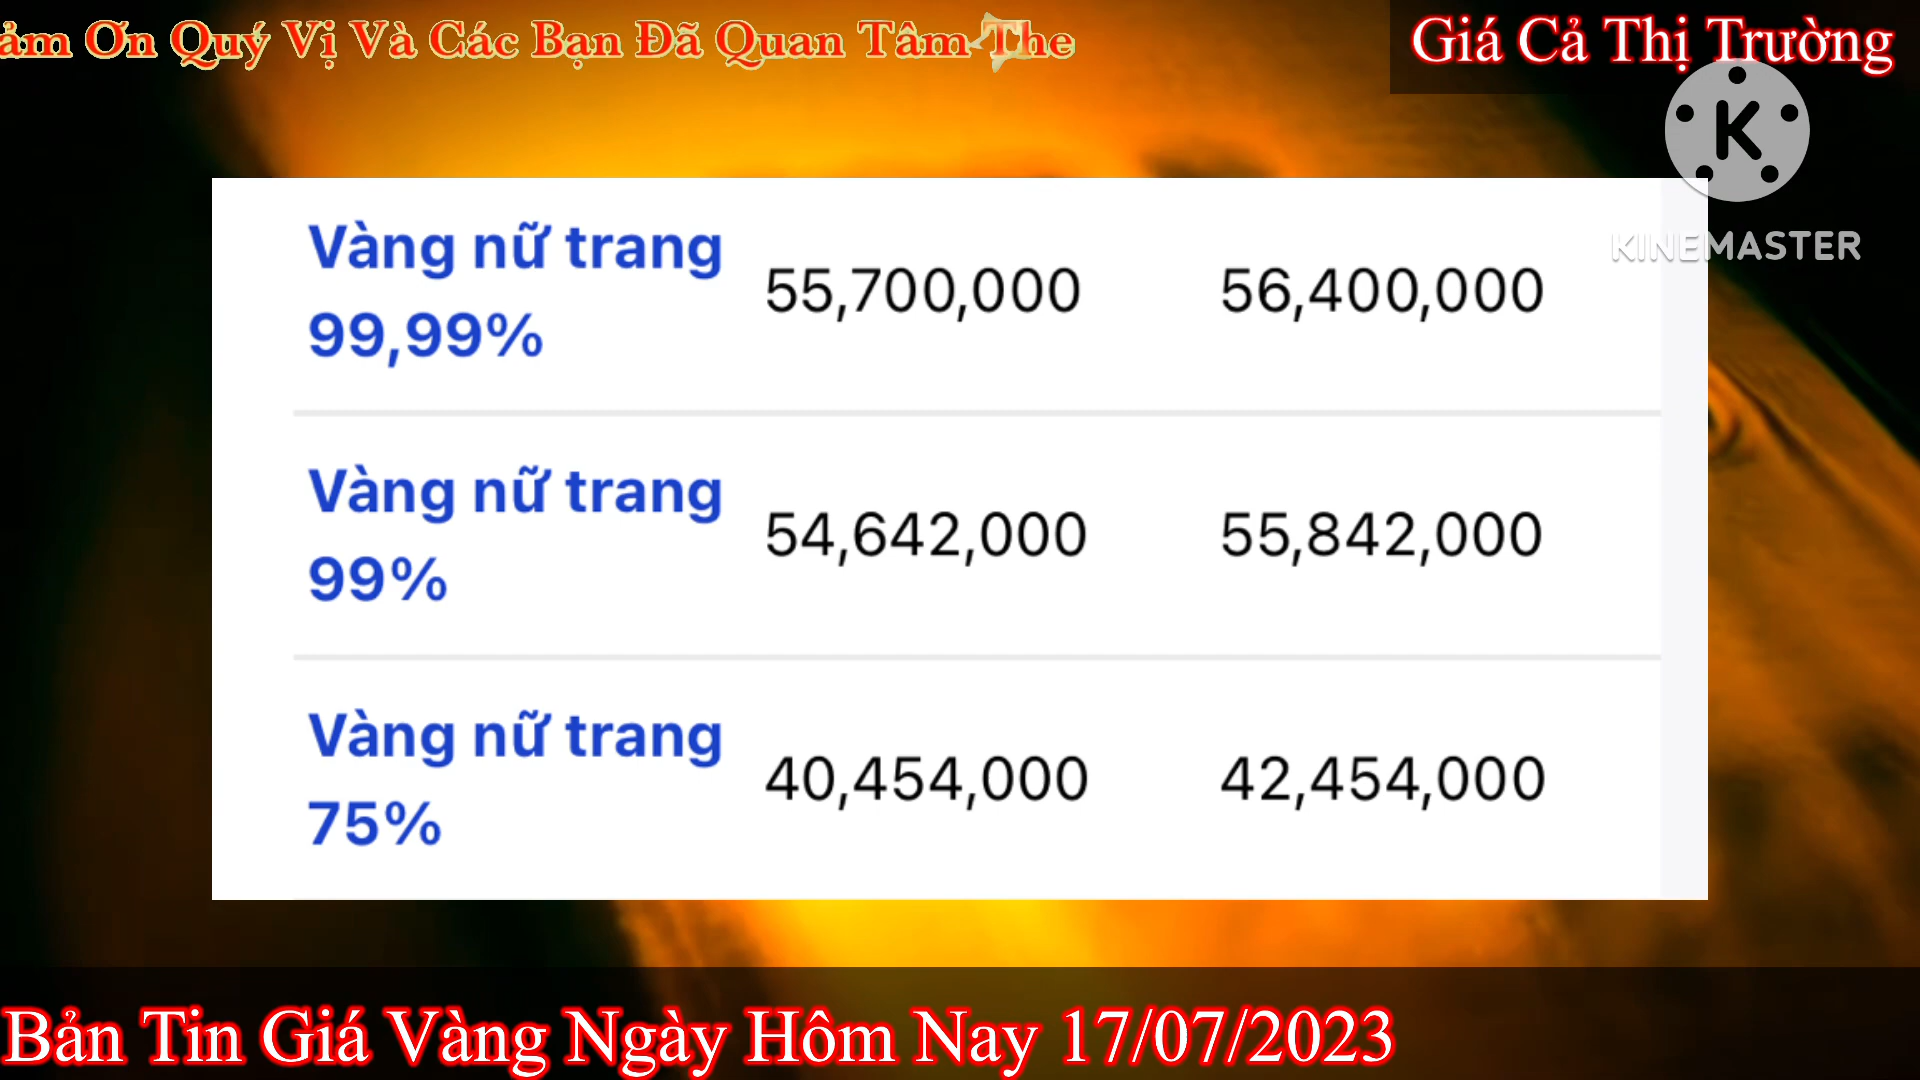 ảm Ơn Quý Vị Và Các Bạn Đã Quan Tâm The
Giá Cả Thị Trường
K
KINEMASTER
Vàng nữ trang
99,99%
55,700,000
56,400,000
Vàng nữ trang
99%
54,642,000
55,842,000
Vàng nữ trang
75%
40,454,000
42,454,000
Bản Tin Giá Vàng Ngày Hôm Nay 17/07/2023